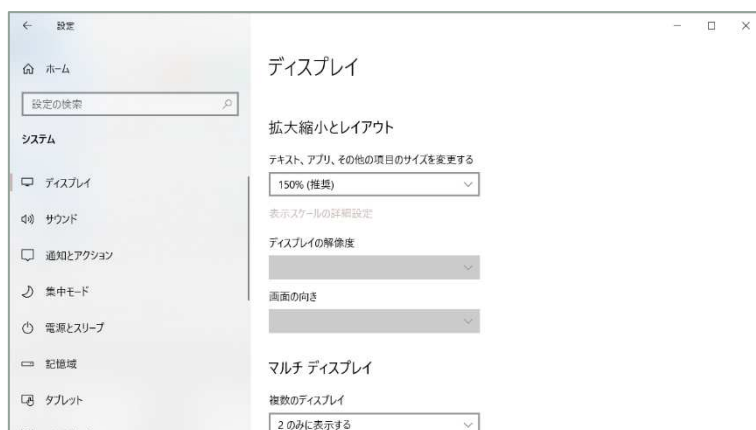 設定
ホーム
設定の検索
システム
ディスプレイ
サウンド
通知とアクション
集中モード
電源とスリープ
記憶域
タブレット
ディスプレイ
拡大縮小とレイアウト
テキスト、アプリ、その他の項目のサイズを変更する
150% (推奨)
表示スケールの詳細設定
ディスプレイの解像度
画面の向き
マルチ ディスプレイ
複数のディスプレイ
2 のみに表示する